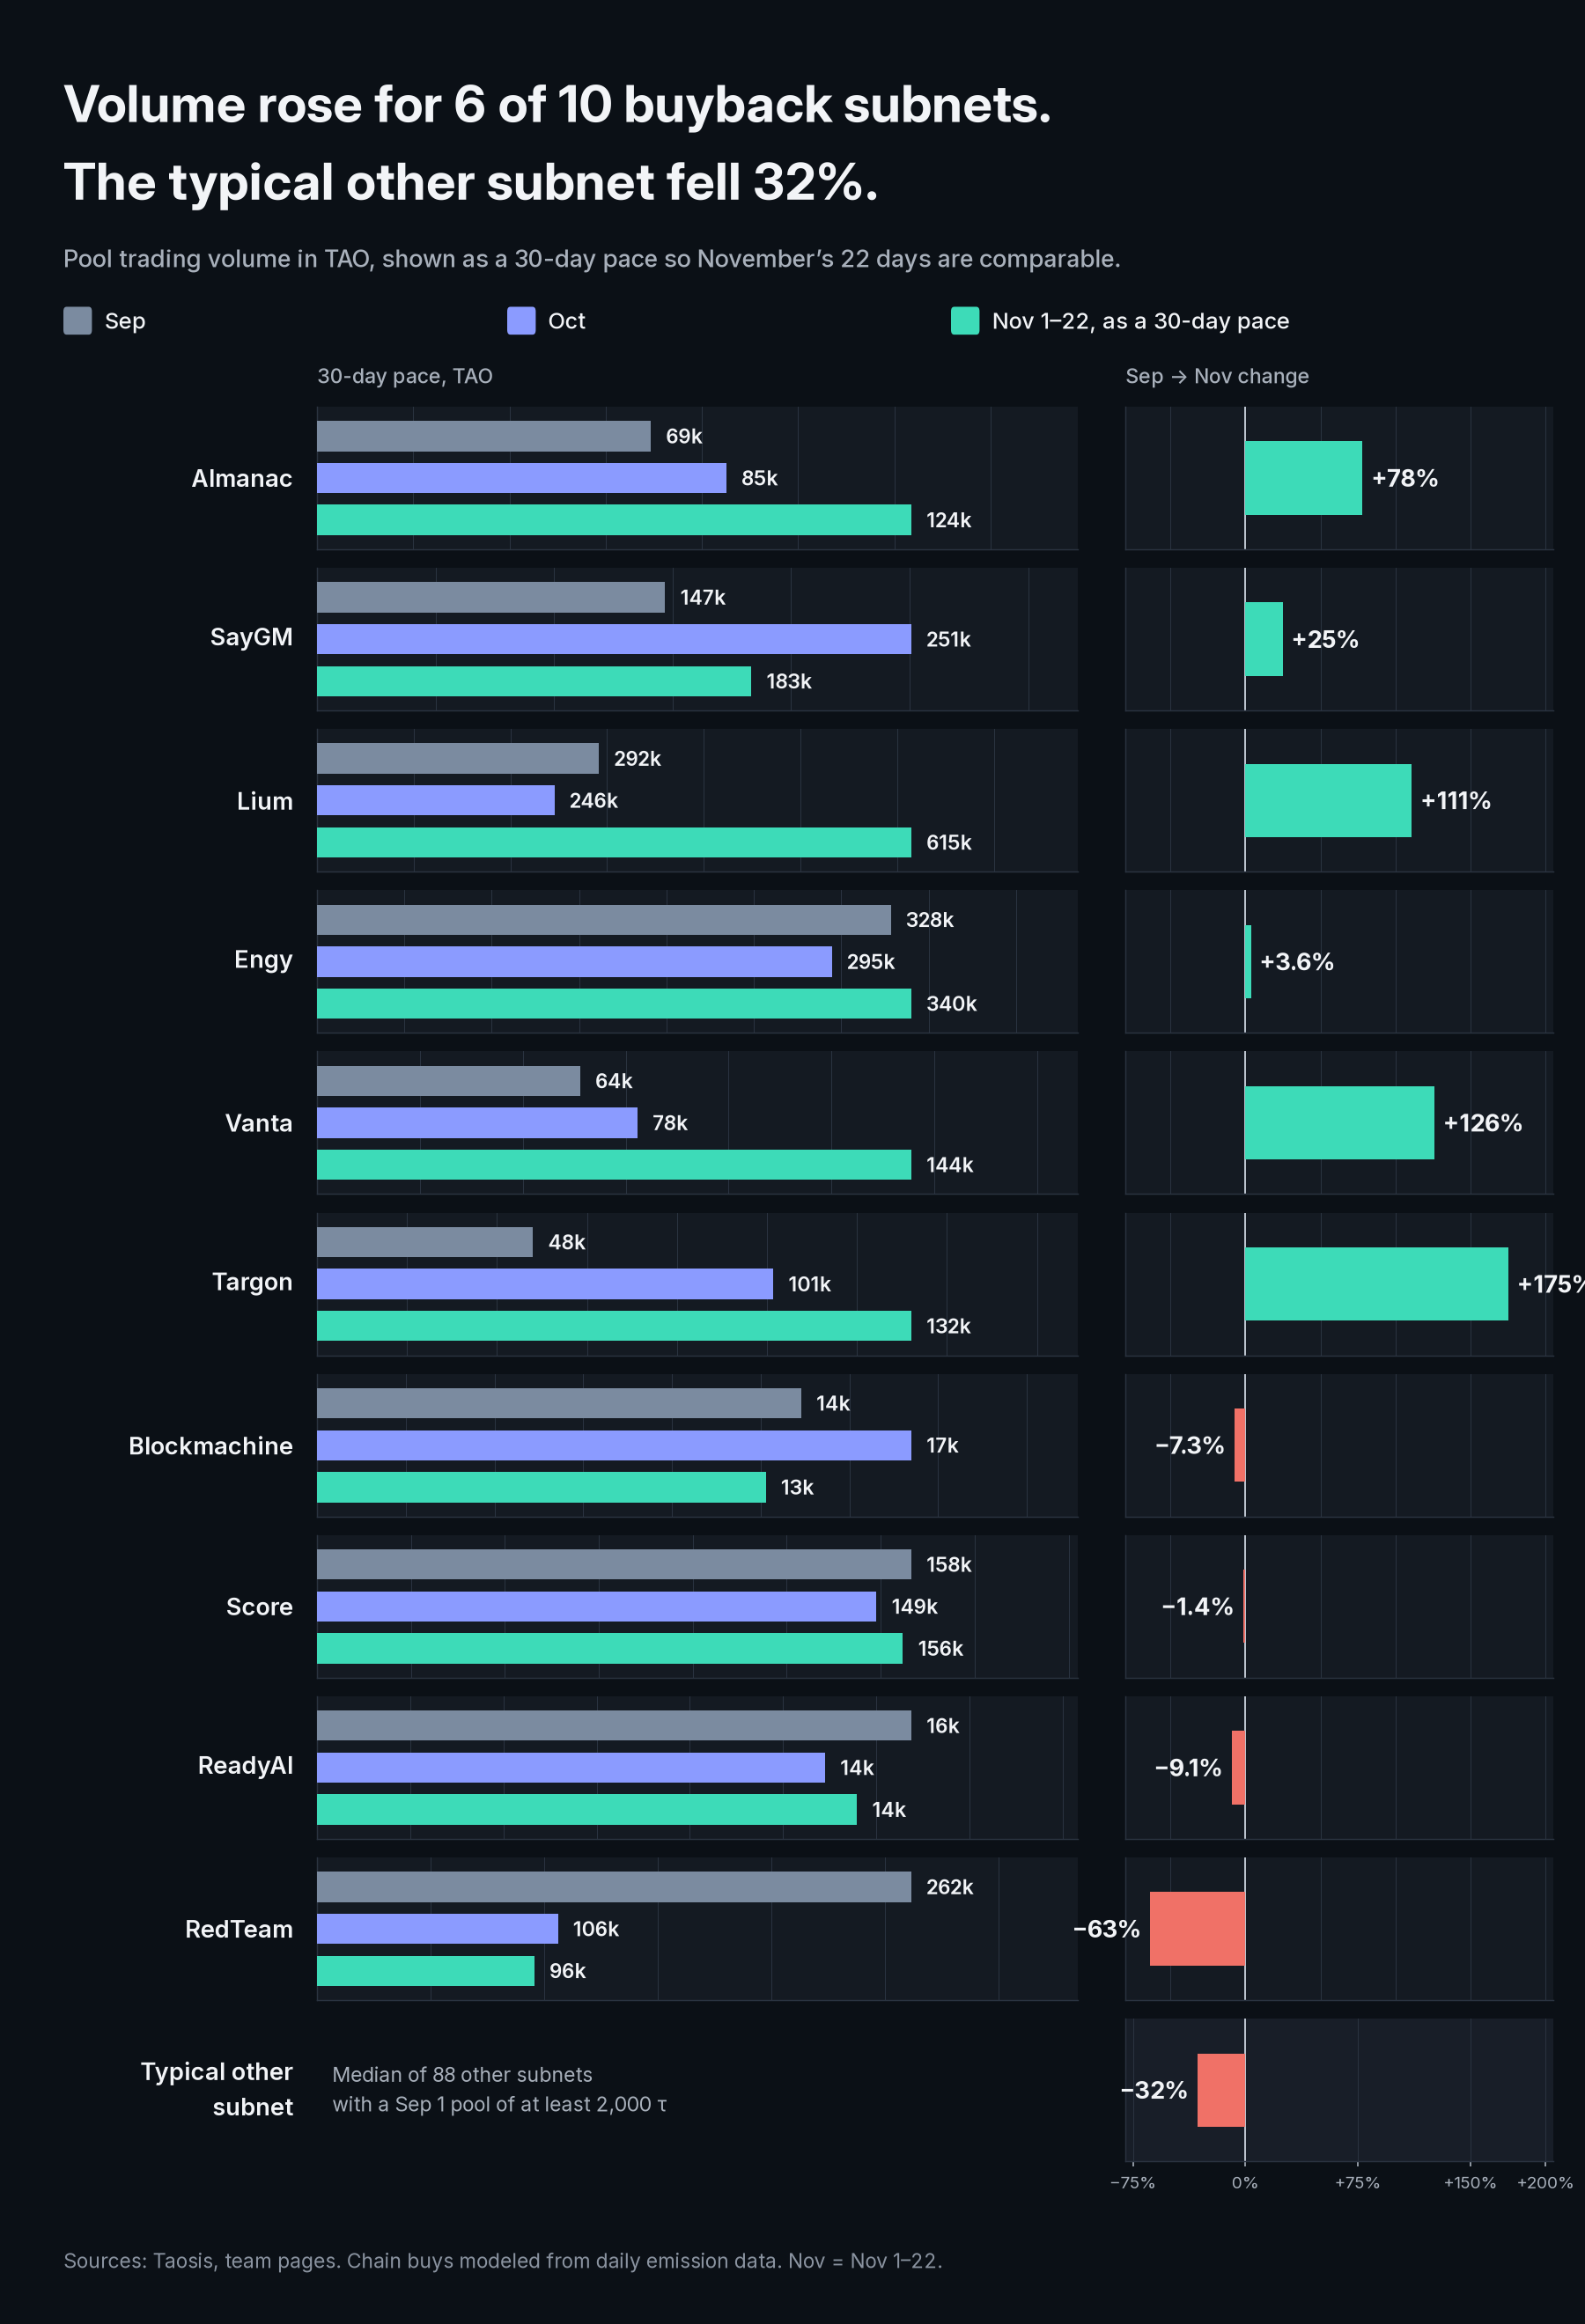 Volume rose for 6 of 10 buyback subnets.
The typical other subnet fell 32%.
Pool trading volume in TAO, shown as a 30-day pace so November’s 22 days are comparable.
Sep
Oct
Nov 1–22, as a 30-day pace
30-day pace, TAO
Sep → Nov change
Almanac
69k
85k
124k
+78%
SayGM
147k
251k
183k
+25%
Lium
292k
246k
615k
+111%
Engy
328k
295k
340k
+3.6%
Vanta
64k
78k
144k
+126%
Targon
48k
101k
132k
+175%
Blockmachine
14k
17k
13k
−7.3%
Score
158k
149k
156k
−1.4%
ReadyAI
16k
14k
14k
−9.1%
RedTeam
262k
106k
96k
−63%
Typical other
subnet
Median of 88 other subnets
with a Sep 1 pool of at least 2,000 τ
−32%
−75%
0%
+75%
+150%
+200%
Sources: Taosis, team pages. Chain buys modeled from daily emission data. Nov = Nov 1–22.